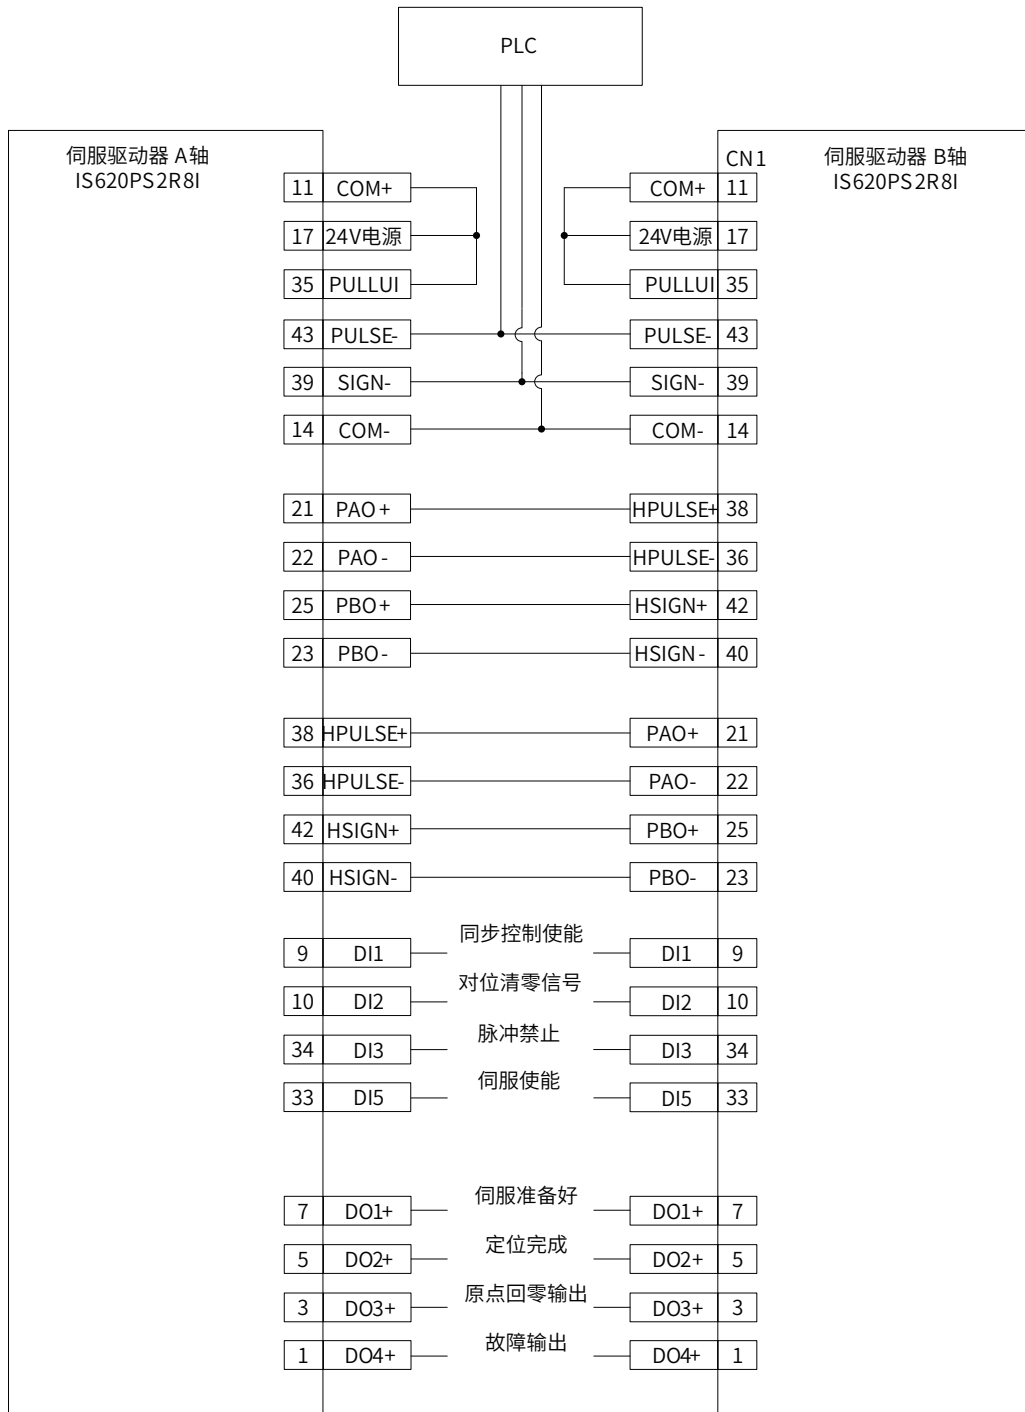 PLC
伺服驱动器 A轴
IS620PS2R8I
CN1
伺服驱动器 B轴
IS620PS2R8I
11 COM+ COM+ 11
17 24V电源 24V电源 17
35 PULLUI PULLUI 35
43 PULSE- PULSE- 43
39 SIGN- SIGN- 39
14 COM- COM- 14
21 PAO+ HPULSE+ 38
22 PAO- HPULSE- 36
25 PBO+ HSIGN+ 42
23 PBO- HSIGN- 40
38 HPULSE+ PAO+ 21
36 HPULSE- PAO- 22
42 HSIGN+ PBO+ 25
40 HSIGN- PBO- 23
9 DI1 同步控制使能 DI1 9
10 DI2 对位清零信号 DI2 10
34 DI3 脉冲禁止 DI3 34
33 DI5 伺服使能 DI5 33
7 DO1+ 伺服准备好 DO1+ 7
5 DO2+ 定位完成 DO2+ 5
3 DO3+ 原点回零输出 DO3+ 3
1 DO4+ 故障输出 DO4+ 1